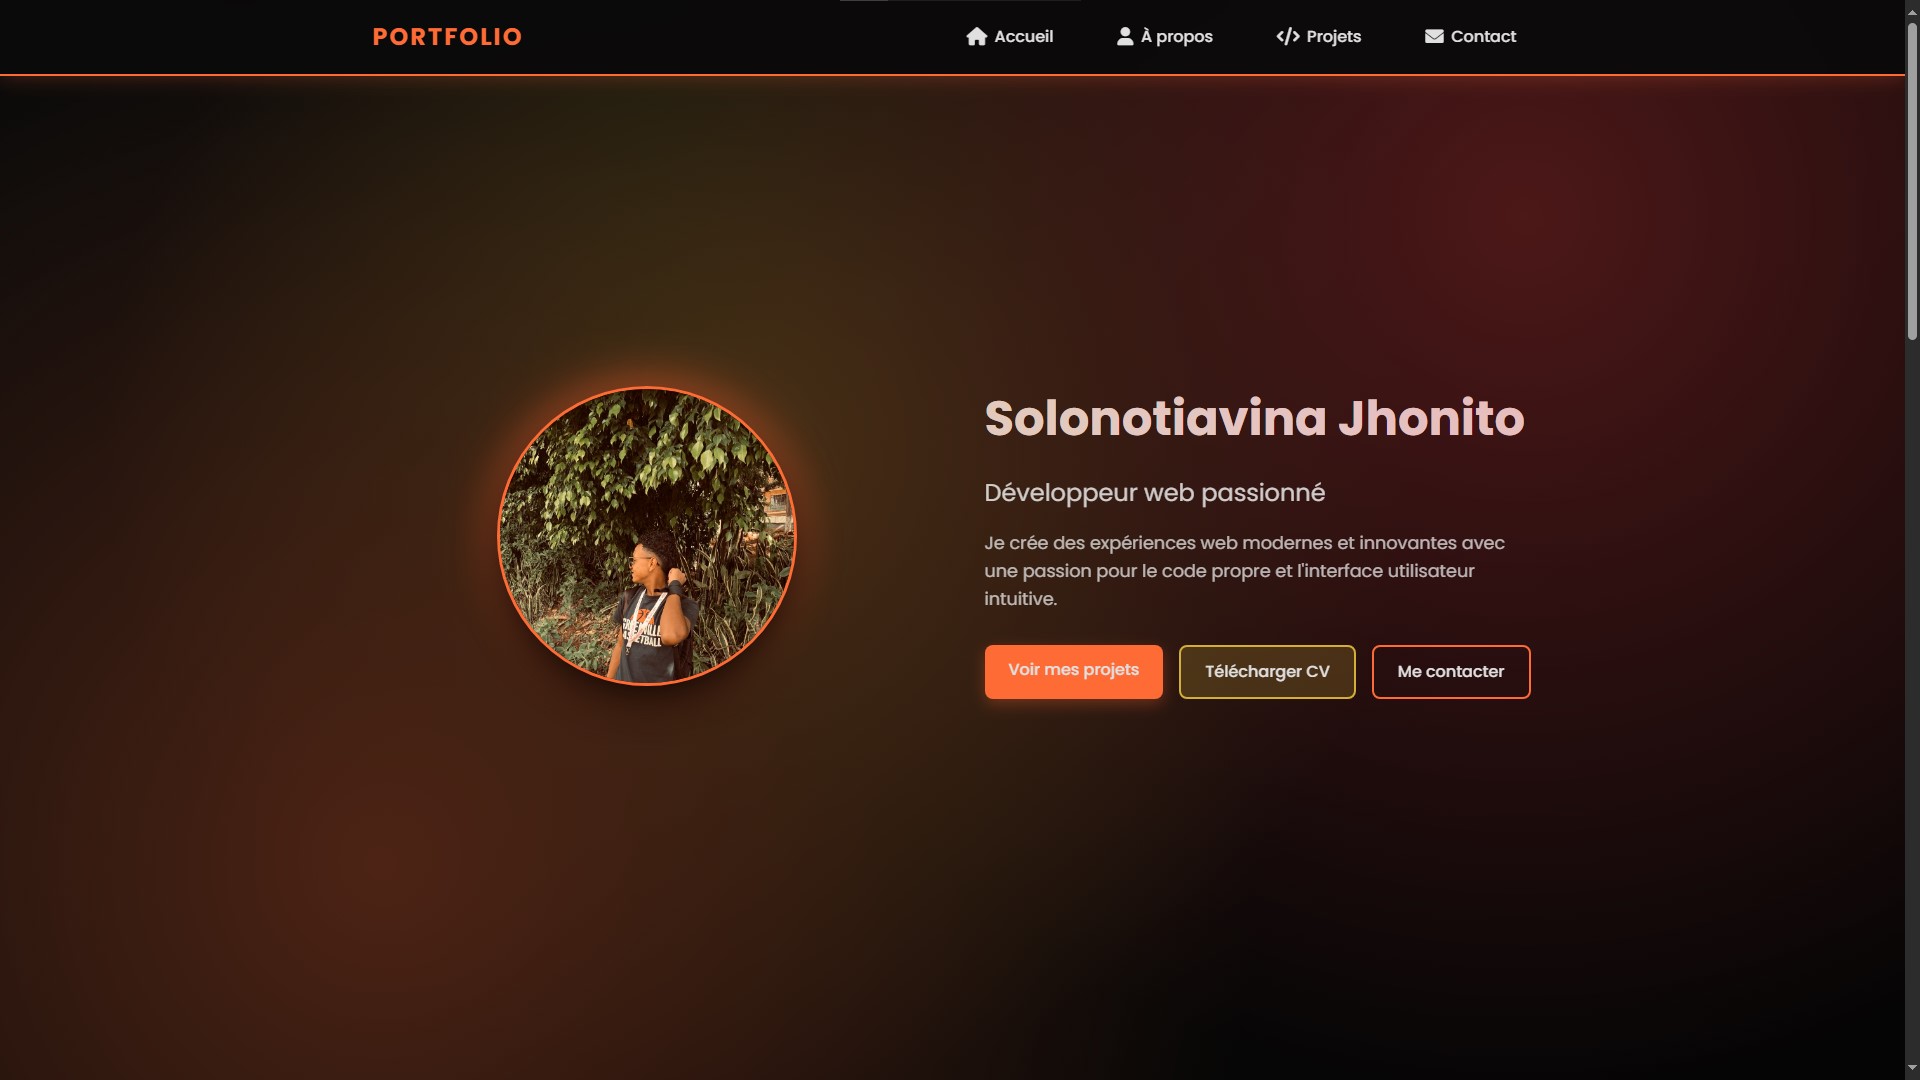 PORTFOLIO
Accueil
À propos
Projets
Contact
Solonotiavina Jhonito
Développeur web passionné
Je crée des expériences web modernes et innovantes avec
une passion pour le code propre et l'interface utilisateur
intuitive.
Voir mes projets
Télécharger CV
Me contacter